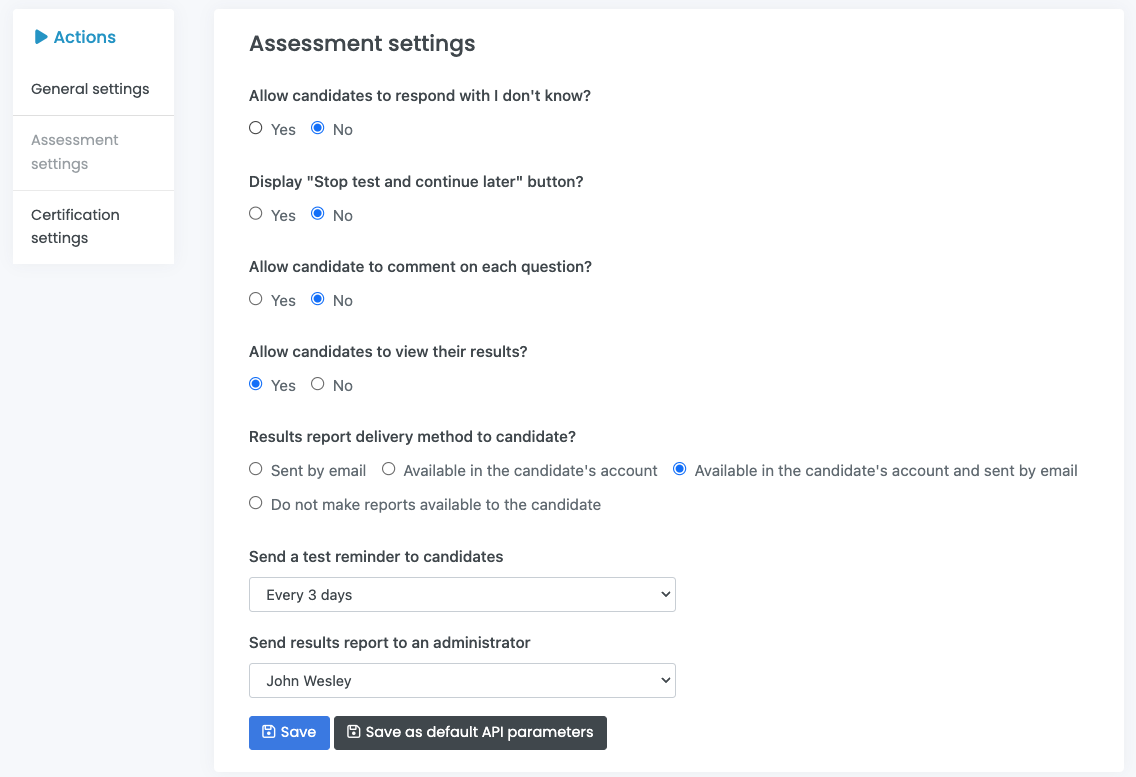 Actions
General settings
Assessment
settings
Certification
settings
Assessment settings
Allow candidates to respond with I don't know?
Yes No
Display "Stop test and continue later" button?
Yes No
Allow candidate to comment on each question?
Yes No
Allow candidates to view their results?
Yes No
Results report delivery method to candidate?
Sent by email Available in the candidate's account Available in the candidate's account and sent by email
Do not make reports available to the candidate
Send a test reminder to candidates
Every 3 days
Send results report to an administrator
John Wesley
Save Save as default API parameters